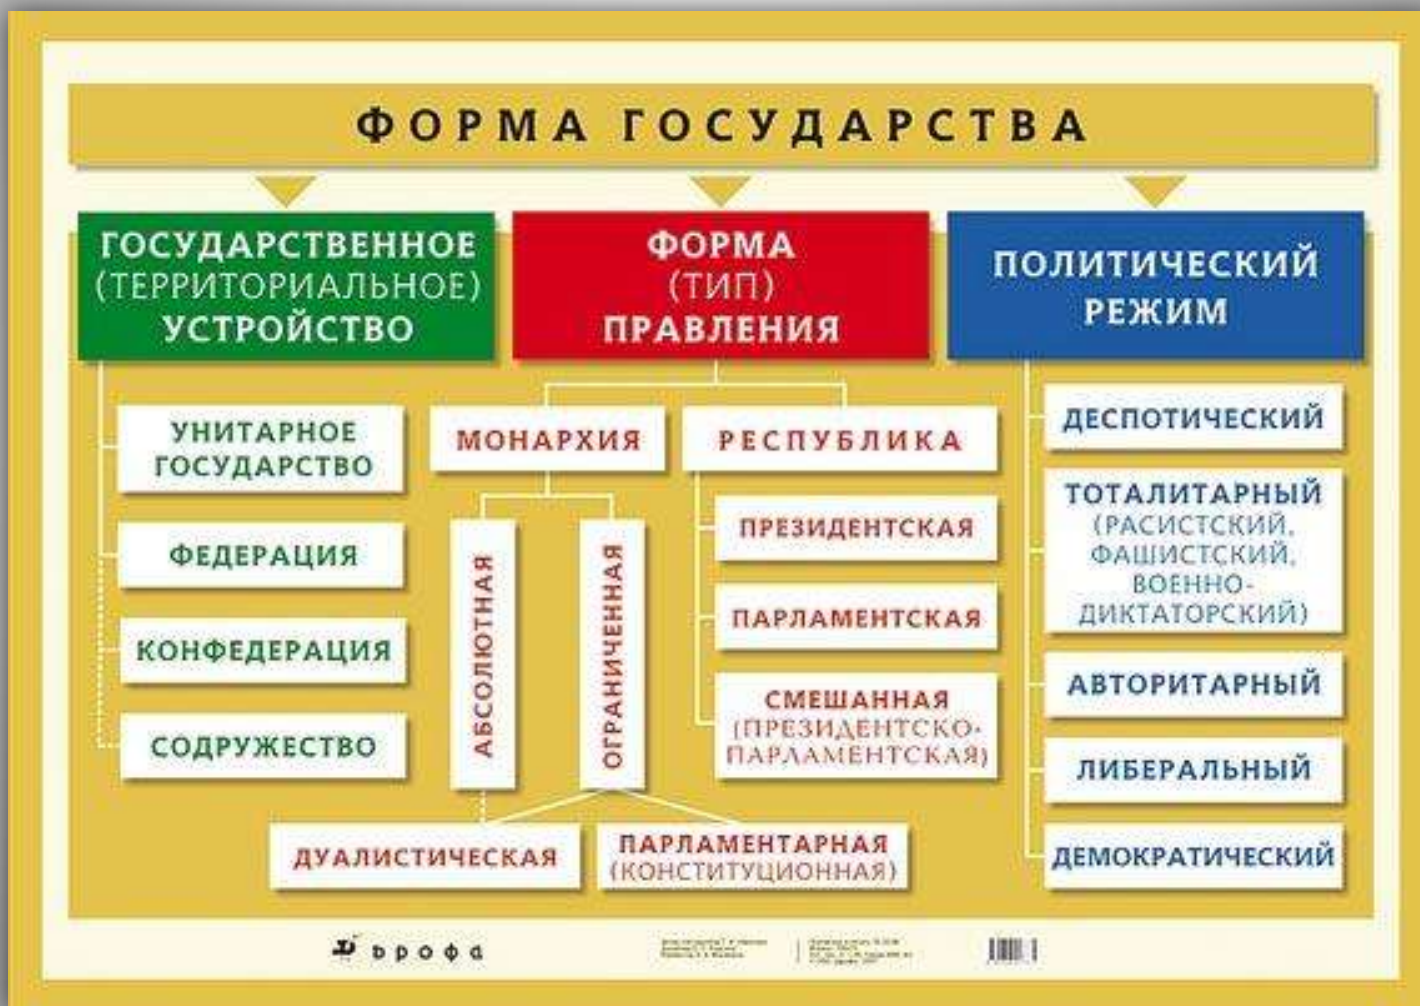 ФОРМА ГОСУДАРСТВА
ГОСУДАРСТВЕННОЕ
(ТЕРРИТОРИАЛЬНОЕ)
УСТРОЙСТВО
УНИТАРНОЕ
ГОСУДАРСТВО
ФЕДЕРАЦИЯ
КОНФЕДЕРАЦИЯ
СОДРУЖЕСТВО
ФОРМА
(ТИП)
ПРАВЛЕНИЯ
МОНАРХИЯ
АБСОЛЮТНАЯ
ОГРАНИЧЕННАЯ
ДУАЛИСТИЧЕСКАЯ
ПАРЛАМЕНТАРНАЯ
(КОНСТИТУЦИОННАЯ)
РЕСПУБЛИКА
ПРЕЗИДЕНТСКАЯ
ПАРЛАМЕНТСКАЯ
СМЕШАННАЯ
(ПРЕЗИДЕНТСКО-
ПАРЛАМЕНТСКАЯ)
ПОЛИТИЧЕСКИЙ
РЕЖИМ
ДЕСПОТИЧЕСКИЙ
ТОТАЛИТАРНЫЙ
(РАСИСТСКИЙ,
ФАШИСТСКИЙ,
ВОЕННО-
ДИКТАТОРСКИЙ)
АВТОРИТАРНЫЙ
ЛИБЕРАЛЬНЫЙ
ДЕМОКРАТИЧЕСКИЙ
дрофа